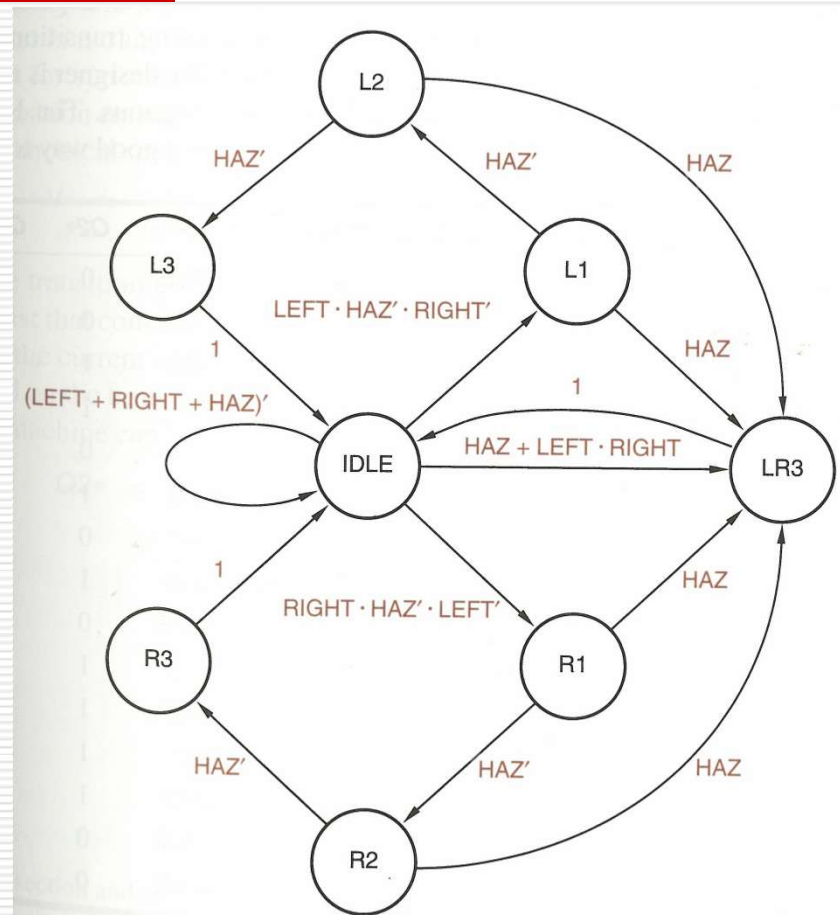 L2
HAZ′
HAZ′
HAZ
L3
L1
LEFT · HAZ′ · RIGHT′
1
HAZ
(LEFT + RIGHT + HAZ)′
1
IDLE
HAZ + LEFT · RIGHT
LR3
1
RIGHT · HAZ′ · LEFT′
HAZ
R3
R1
HAZ′
HAZ′
HAZ
R2